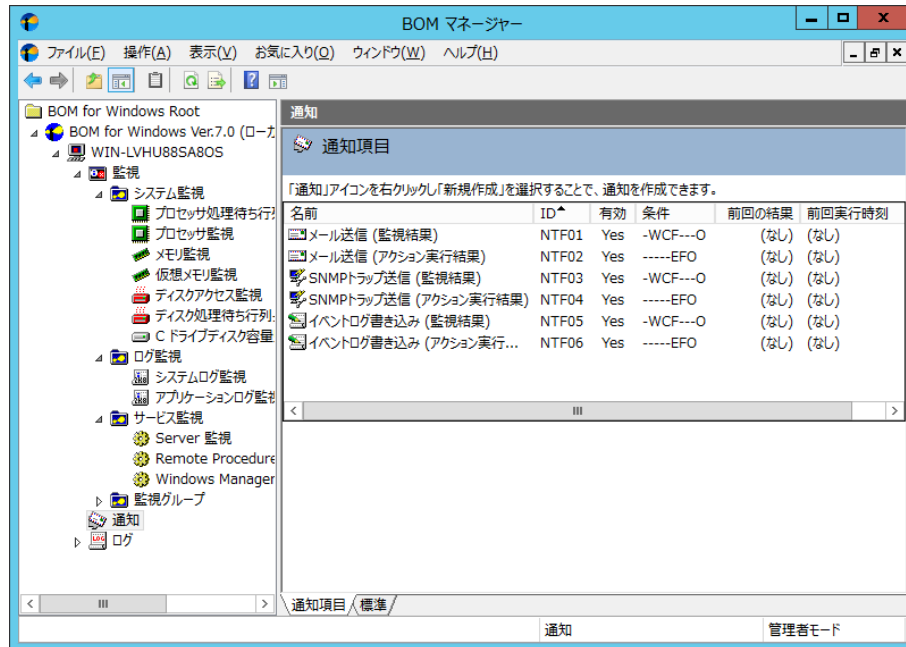 BOM マネージャー
ファイル(F) 操作(A) 表示(V) お気に入り(O) ウィンドウ(W) ヘルプ(H)
BOM for Windows Root
BOM for Windows Ver.7.0 (ローカ
WIN-LVHU88SA8OS
監視
システム監視
プロセッサ処理待ち行列
プロセッサ監視
メモリ監視
仮想メモリ監視
ディスクアクセス監視
ディスク処理待ち行列
C ドライブディスク容量
ログ監視
システムログ監視
アプリケーションログ監視
サービス監視
Server 監視
Remote Procedure
Windows Manager
監視グループ
通知
ログ
通知
通知項目
「通知」アイコンを右クリックし「新規作成」を選択することで、通知を作成できます。
名前 ID 有効 条件 前回の結果 前回実行時刻
メール送信 (監視結果) NTF01 Yes -WCF---O (なし) (なし)
メール送信 (アクション実行結果) NTF02 Yes -----EFO (なし) (なし)
SNMPトラップ送信 (監視結果) NTF03 Yes -WCF---O (なし) (なし)
SNMPトラップ送信 (アクション実行結果) NTF04 Yes -----EFO (なし) (なし)
イベントログ書き込み (監視結果) NTF05 Yes -WCF---O (なし) (なし)
イベントログ書き込み (アクション実行... NTF06 Yes -----EFO (なし) (なし)
通知項目 標準
通知 管理者モード